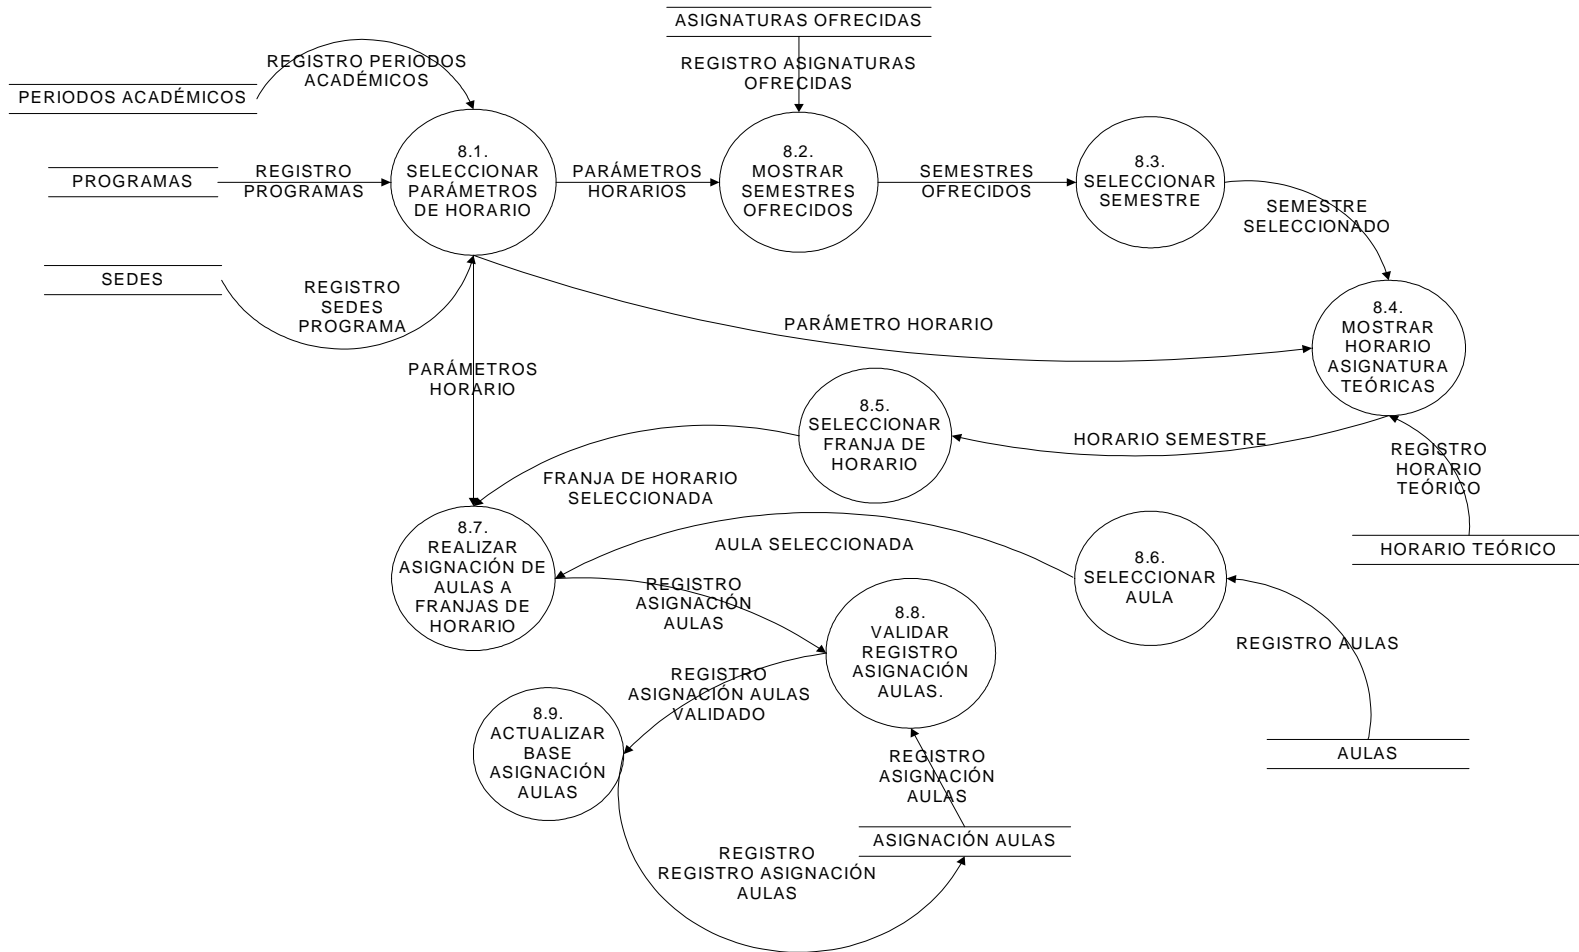 ASIGNATURAS OFRECIDAS
REGISTRO PERIODOS
ACADÉMICOS
REGISTRO ASIGNATURAS
OFRECIDAS
PERIODOS ACADÉMICOS
PROGRAMAS
REGISTRO
PROGRAMAS
8.1.
SELECCIONAR
PARÁMETROS
DE HORARIO
PARÁMETROS
HORARIOS
8.2.
MOSTRAR
SEMESTRES
OFRECIDOS
SEMESTRES
OFRECIDOS
8.3.
SELECCIONAR
SEMESTRE
SEMESTRE
SELECCIONADO
SEDES
REGISTRO
SEDES
PROGRAMA
PARÁMETRO HORARIO
8.4.
MOSTRAR
HORARIO
ASIGNATURA
TEÓRICAS
PARÁMETROS
HORARIO
8.5.
SELECCIONAR
FRANJA DE
HORARIO
HORARIO SEMESTRE
REGISTRO
HORARIO
TEÓRICO
FRANJA DE HORARIO
SELECCIONADA
8.7.
REALIZAR
ASIGNACIÓN DE
AULAS A
FRANJAS DE
HORARIO
AULA SELECCIONADA
8.6.
SELECCIONAR
AULA
HORARIO TEÓRICO
REGISTRO
ASIGNACIÓN
AULAS
8.8.
VALIDAR
REGISTRO
ASIGNACIÓN
AULAS.
REGISTRO AULAS
REGISTRO
ASIGNACIÓN AULAS
VALIDADO
8.9.
ACTUALIZAR
BASE
ASIGNACIÓN
AULAS
REGISTRO
ASIGNACIÓN
AULAS
AULAS
ASIGNACIÓN AULAS
REGISTRO
REGISTRO ASIGNACIÓN
AULAS